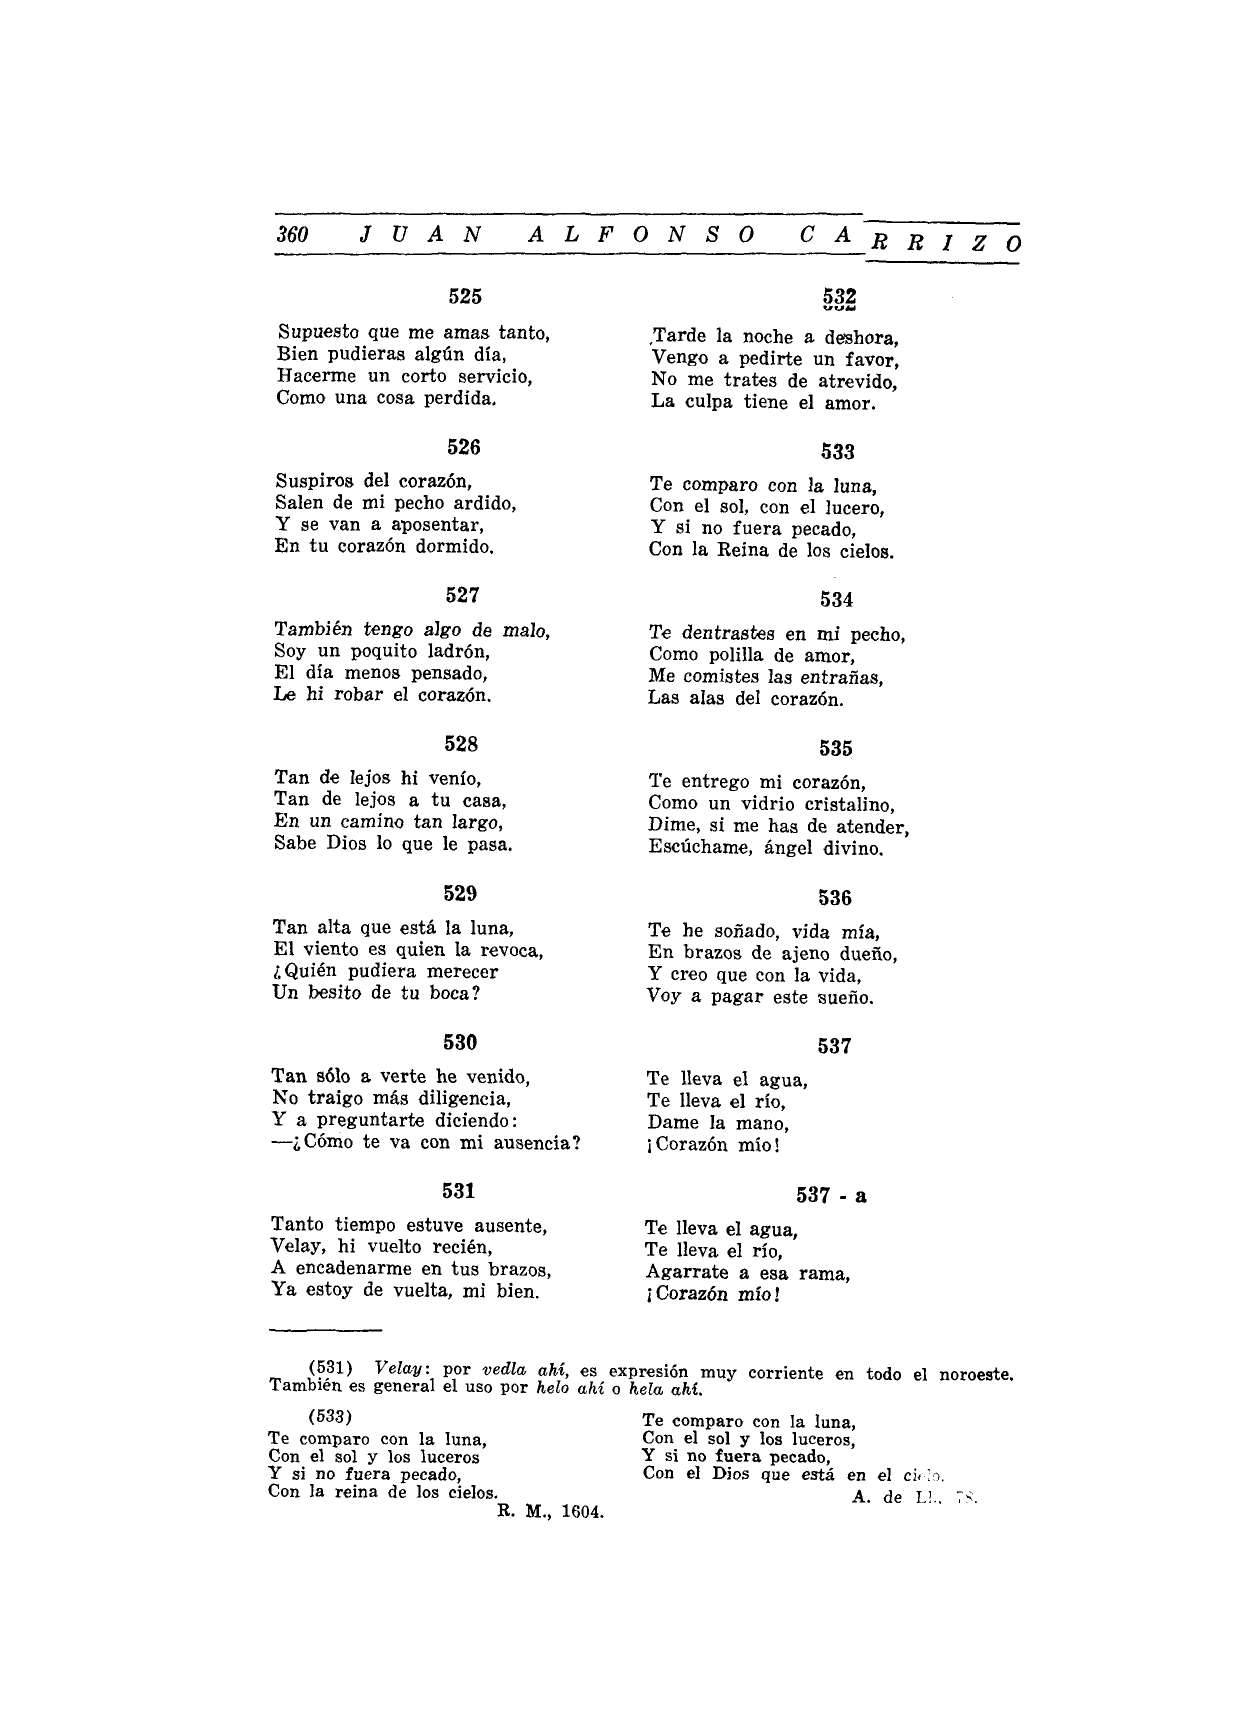 360 JUAN ALFONSO CARRIZO
525
Supuesto que me amas tanto,
Bien pudieras algún día,
Hacerme un corto servicio,
Como una cosa perdida.
526
Suspiros del corazón,
Salen de mi pecho ardido,
Y se van a aposentar,
En tu corazón dormido.
527
También tengo algo de malo,
Soy un poquito ladrón,
El día menos pensado,
Le hi robar el corazón.
528
Tan de lejos hi venío,
Tan de lejos a tu casa,
En un camino tan largo,
Sabe Dios lo que le pasa.
529
Tan alta que está la luna,
El viento es quien la revoca,
¿Quién pudiera merecer
Un besito de tu boca?
530
Tan sólo a verte he venido,
No traigo más diligencia,
Y a preguntarte diciendo:
—¿Cómo te va con mi ausencia?
531
Tanto tiempo estuve ausente,
Velay, hi vuelto recién,
A encadenarme en tus brazos,
Ya estoy de vuelta, mi bien.
532
Tarde la noche a deshora,
Vengo a pedirte un favor,
No me trates de atrevido,
La culpa tiene el amor.
533
Te comparo con la luna,
Con el sol, con el lucero,
Y si no fuera pecado,
Con la Reina de los cielos.
534
Te dentrastes en mi pecho,
Como polilla de amor,
Me comistes las entrañas,
Las alas del corazón.
535
Te entrego mi corazón,
Como un vidrio cristalino,
Dime, si me has de atender,
Escúchame, ángel divino.
536
Te he soñado, vida mía,
En brazos de ajeno dueño,
Y creo que con la vida,
Voy a pagar este sueño.
537
Te lleva el agua,
Te lleva el río,
Dame la mano,
¡Corazón mío!
537 - a
Te lleva el agua,
Te lleva el río,
Agarrate a esa rama,
¡Corazón mío!
(531) Velay: por vedla ahí, es expresión muy corriente en todo el noroeste.
También es general el uso por helo ahí o hela ahí.
(533)
Te comparo con la luna,
Con el sol y los luceros
Y si no fuera pecado,
Con la reina de los cielos.
R. M., 1604.
Te comparo con la luna,
Con el sol y los luceros,
Y si no fuera pecado,
Con el Dios que está en el cielo.
A. de Ll., 78.